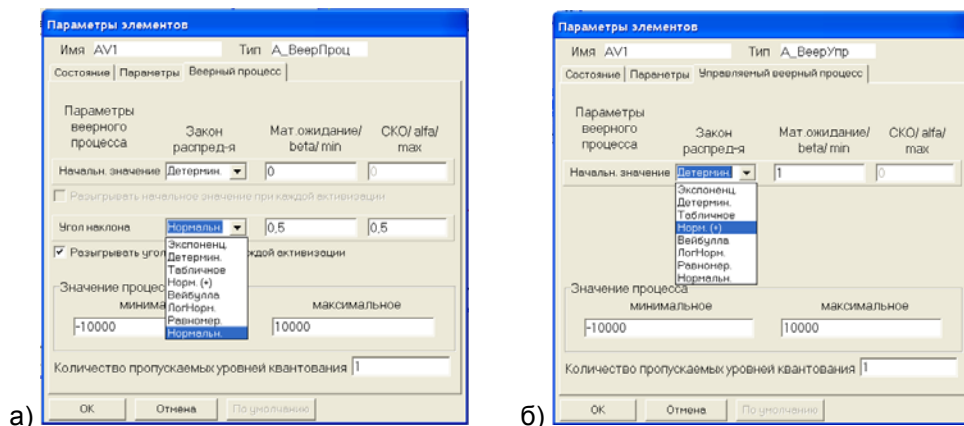 Параметры элементов
Имя AV1 Тип А_ВеерПроц
Состояние Параметры Веерный процесс
Параметры
веерного
процесса
Закон
распред-я
Мат.ожидание/
beta/ min
СКО/ alfa/
max
Начальн. значение Детермин. 0 0
Разыгрывать начальное значение при каждой активизации
Угол наклона Нормальн. 0,5 0,5
Экспоненц.
Детермин.
Табличное
Норм. (+)
Вейбулла
ЛогНорм.
Равномер.
Нормальн.
Разыгрывать угол ждой активизации
Значение процес
минима максимальное
-10000 10000
Количество пропускаемых уровней квантования 1
ОК Отмена По умолчанию
а)
Параметры элементов
Имя AV1 Тип А_ВеерУпр
Состояние Параметры Управляемый веерный процесс
Параметры
веерного
процесса
Закон
распред-я
Мат.ожидание/
beta/ min
СКО/ alfa/
max
Начальн. значение Детермин. 1 0
Экспоненц.
Детермин.
Табличное
Норм. (+)
Вейбулла
ЛогНорм.
Равномер.
Нормальн.
Значение процесса
минимальное максимальное
-10000 10000
Количество пропускаемых уровней квантования 1
ОК Отмена По умолчанию
б)